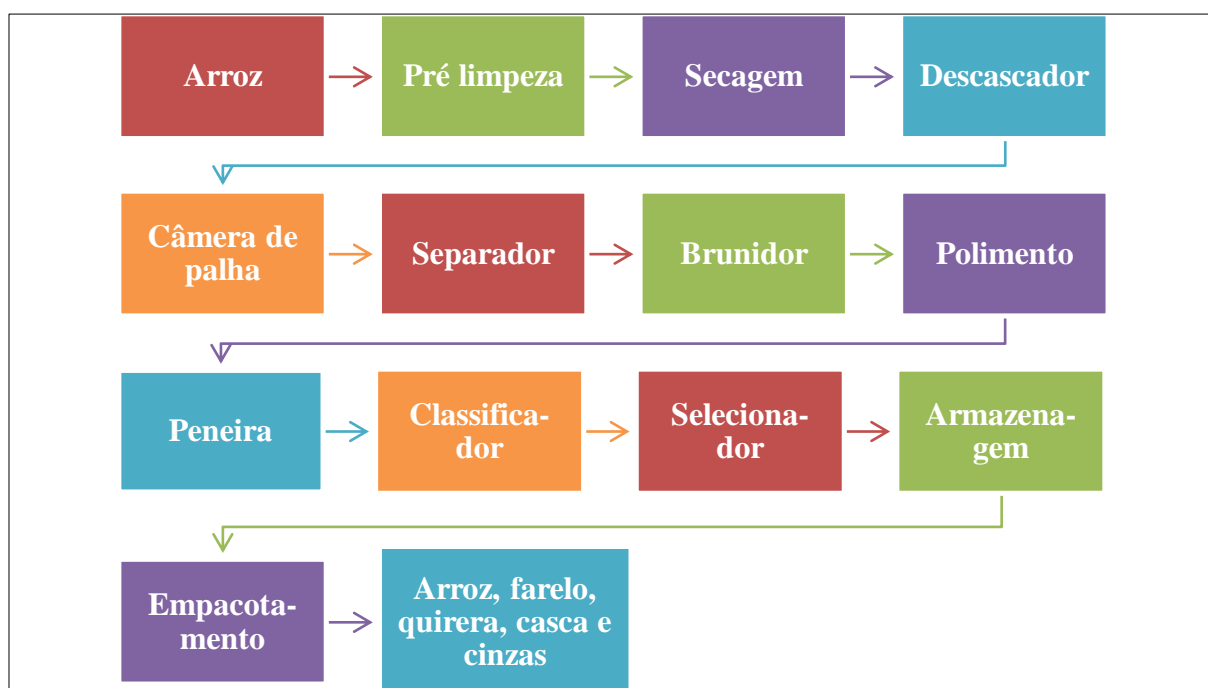 Arroz
Pré limpeza
Secagem
Descascador
Câmera de
palha
Separador
Brunidor
Polimento
Peneira
Classifica-
dor
Seleciona-
dor
Armazena-
gem
Empacota-
mento
Arroz, farelo,
quirera, casca e
cinzas